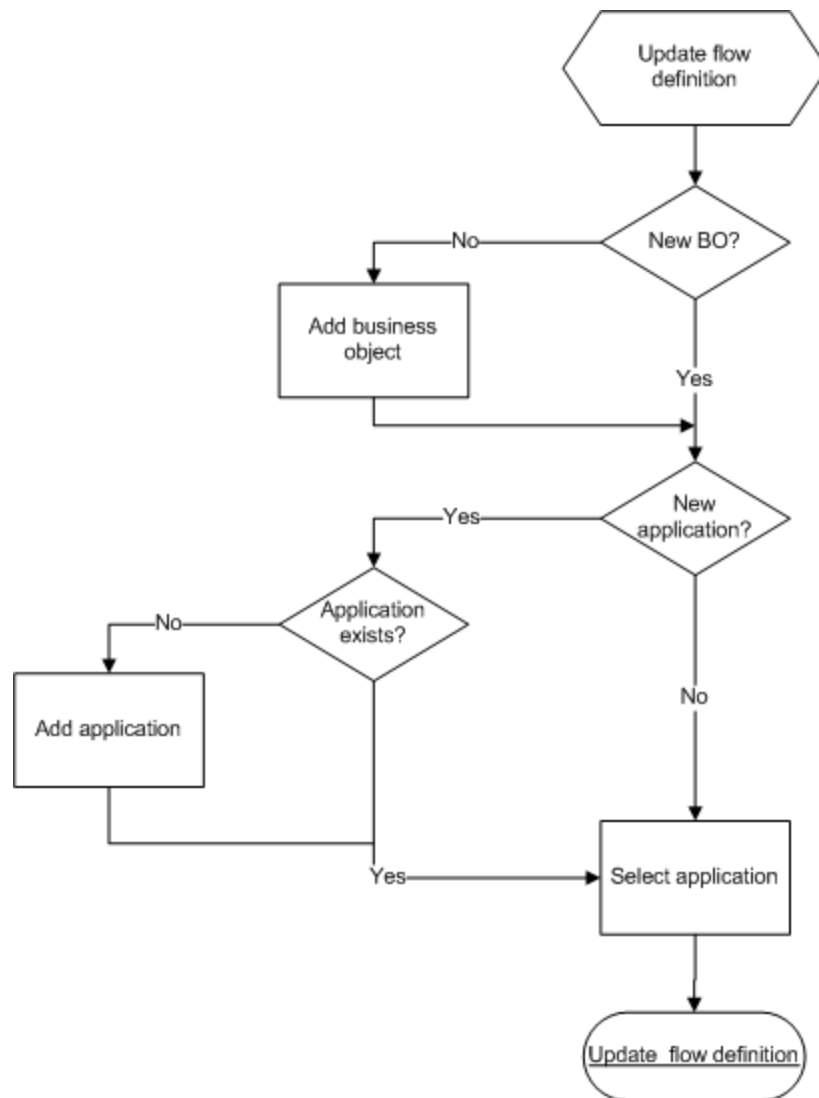 Update flow
definition
New BO?
No
Add business
object
Yes
New
application?
Yes
Application
exists?
No
Add application
No
Select application
Yes
Update flow definition